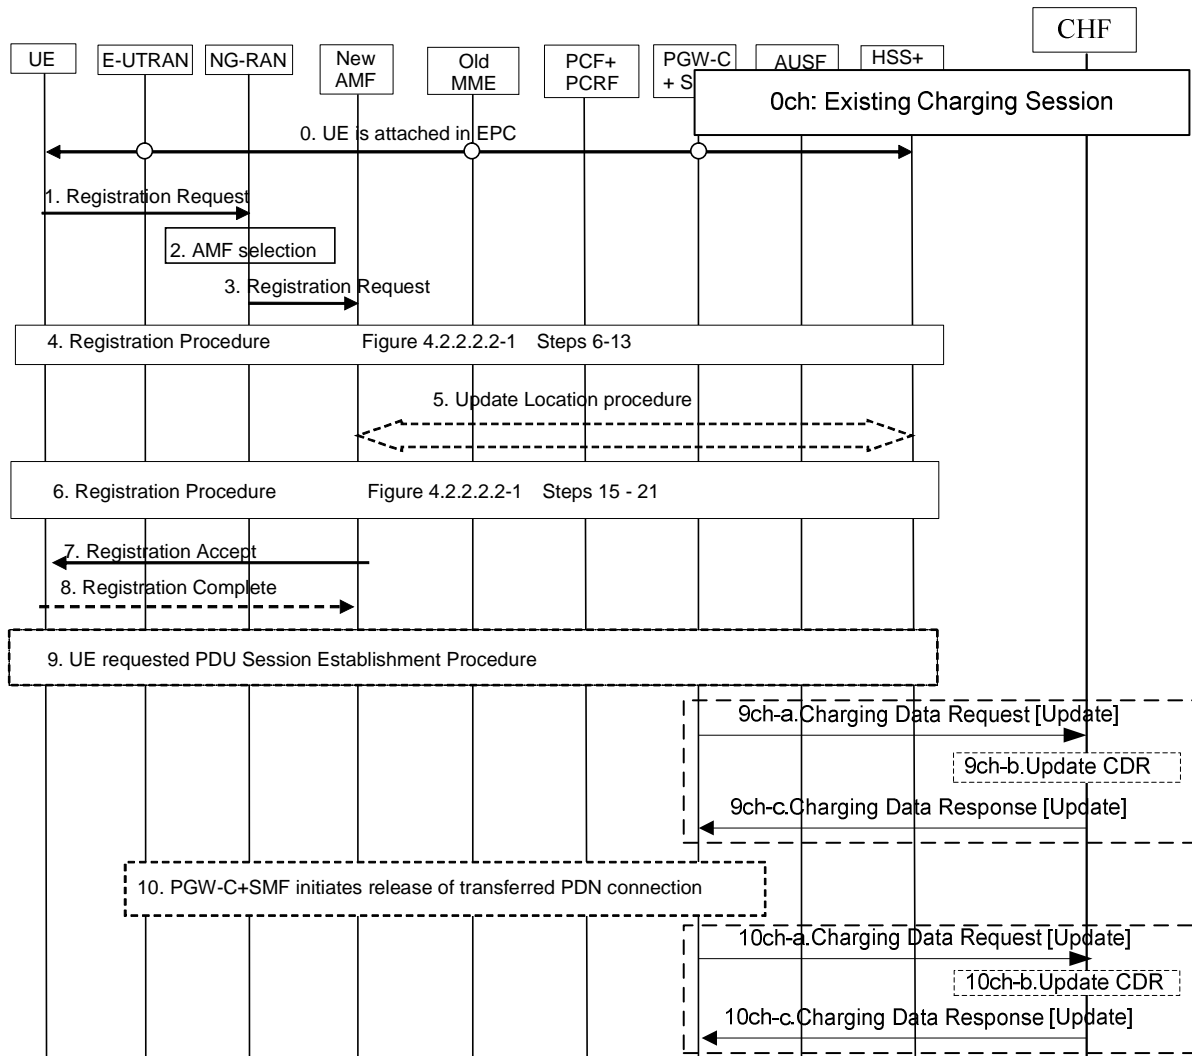 CHF
UE
E-UTRAN
NG-RAN
New
AMF
Old
MME
PCF+
PCRF
PGW-C
+ S
AUSF
HSS+
0ch: Existing Charging Session
0. UE is attached in EPC
1. Registration Request
2. AMF selection
3. Registration Request
4. Registration Procedure Figure 4.2.2.2.2-1 Steps 6-13
5. Update Location procedure
6. Registration Procedure Figure 4.2.2.2.2-1 Steps 15 - 21
7. Registration Accept
8. Registration Complete
9. UE requested PDU Session Establishment Procedure
9ch-a.Charging Data Request [Update]
9ch-b.Update CDR
9ch-c.Charging Data Response [Update]
10. PGW-C+SMF initiates release of transferred PDN connection
10ch-a.Charging Data Request [Update]
10ch-b.Update CDR
10ch-c.Charging Data Response [Update]